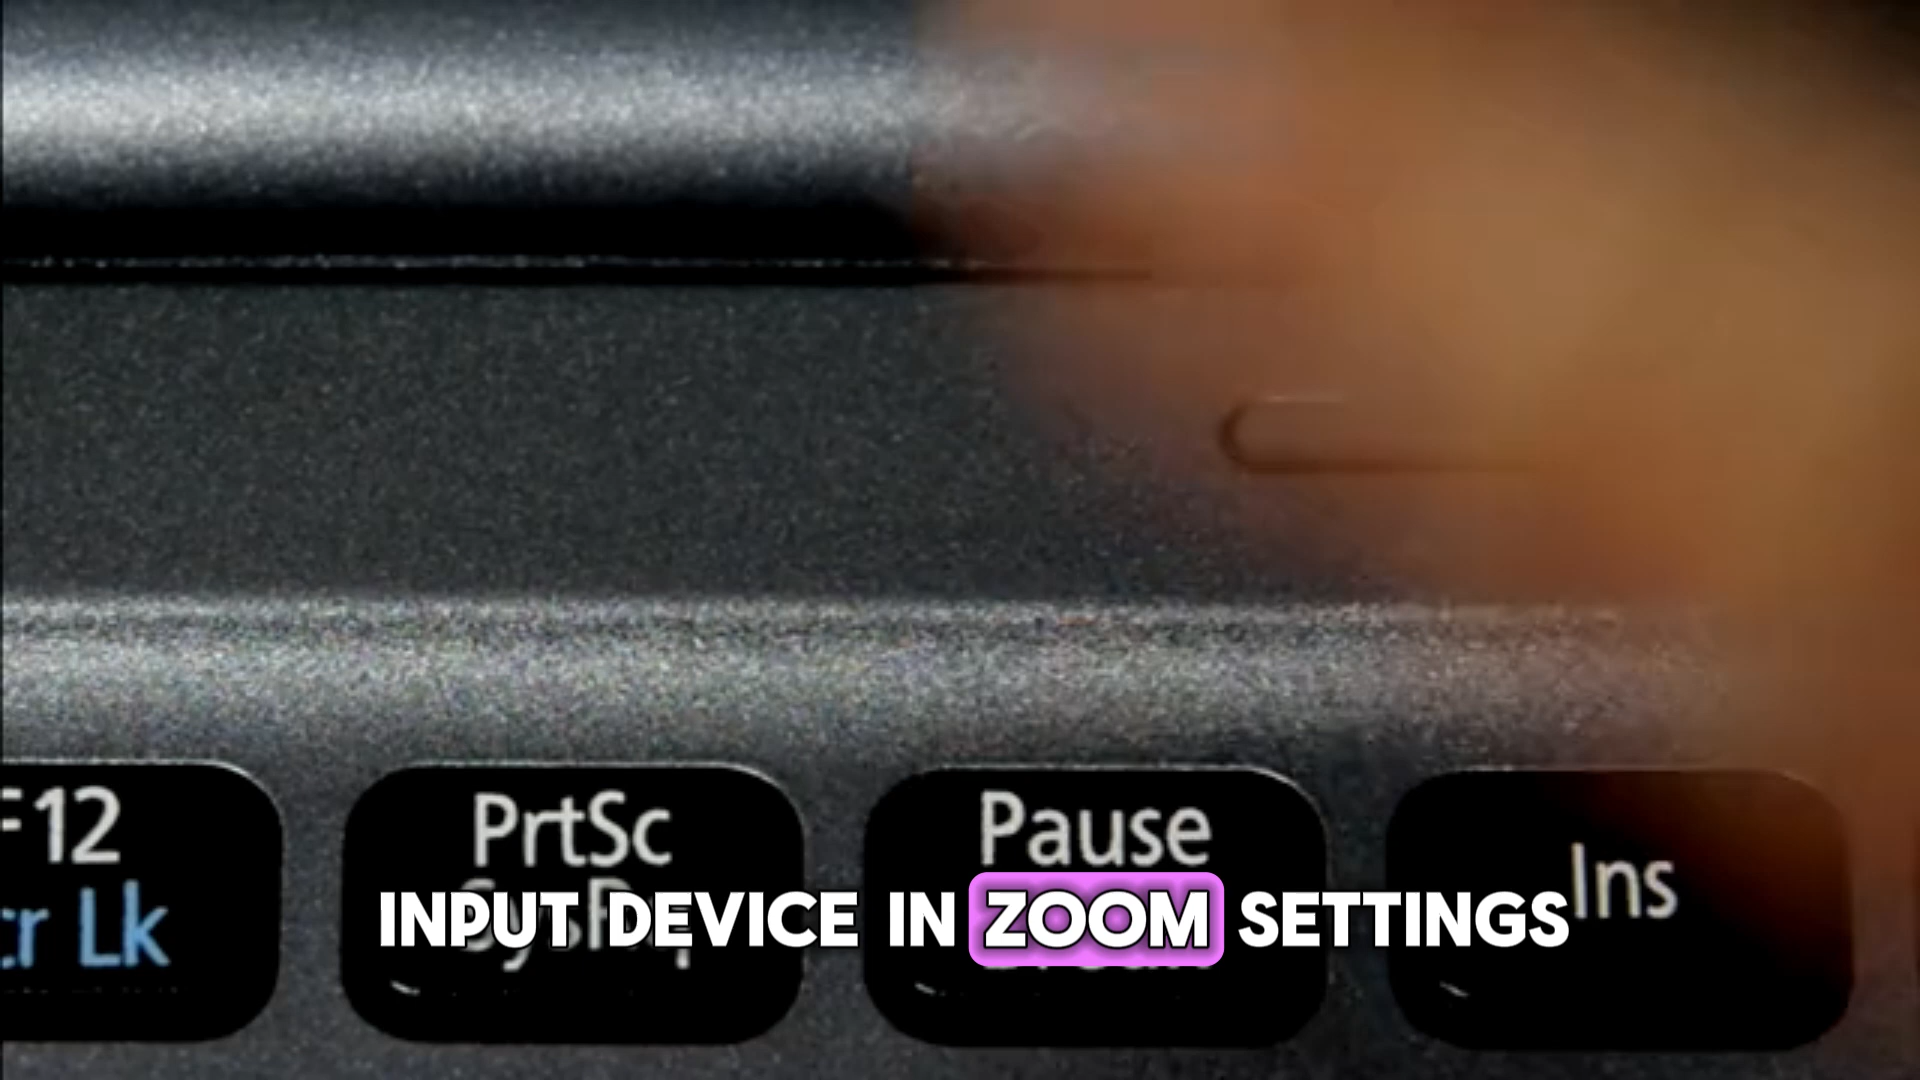 F12
PrtSc
Pause
Ins
Lk
INPUT DEVICE IN ZOOM SETTINGS